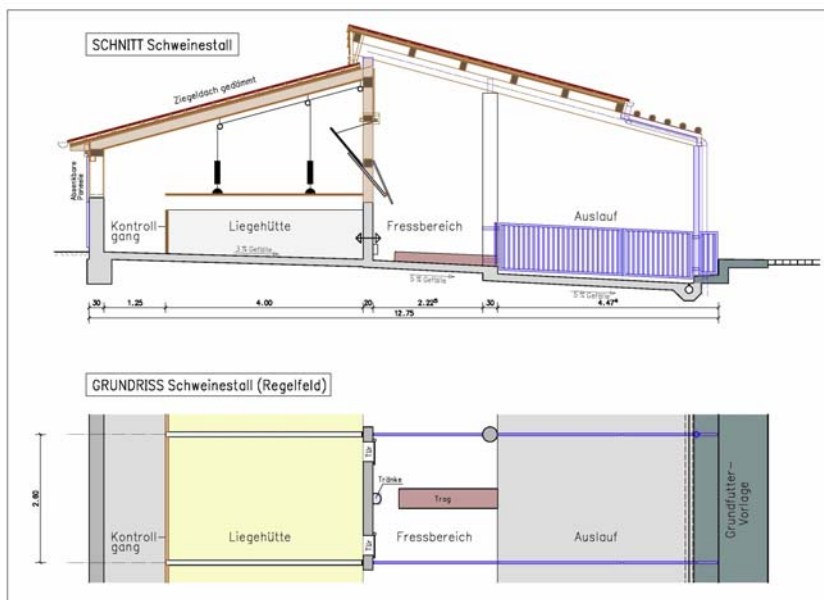 SCHNITT Schweinestall
Ziegeldach gedämmt
Absenkbare
Paneele
Kontroll-
gang
Liegehütte
Fressbereich
Auslauf
3 % Gefälle
5 % Gefälle
5 % Gefälle
30 1.25 4.00 20 2.22⁵ 30 4.47⁵
12.75
GRUNDRISS Schweinestall (Regelfeld)
2.60
Tür
Tränke
Trog
Kontroll-
gang
Liegehütte
Fressbereich
Auslauf
Tür
Grundfutter-
Vorlage